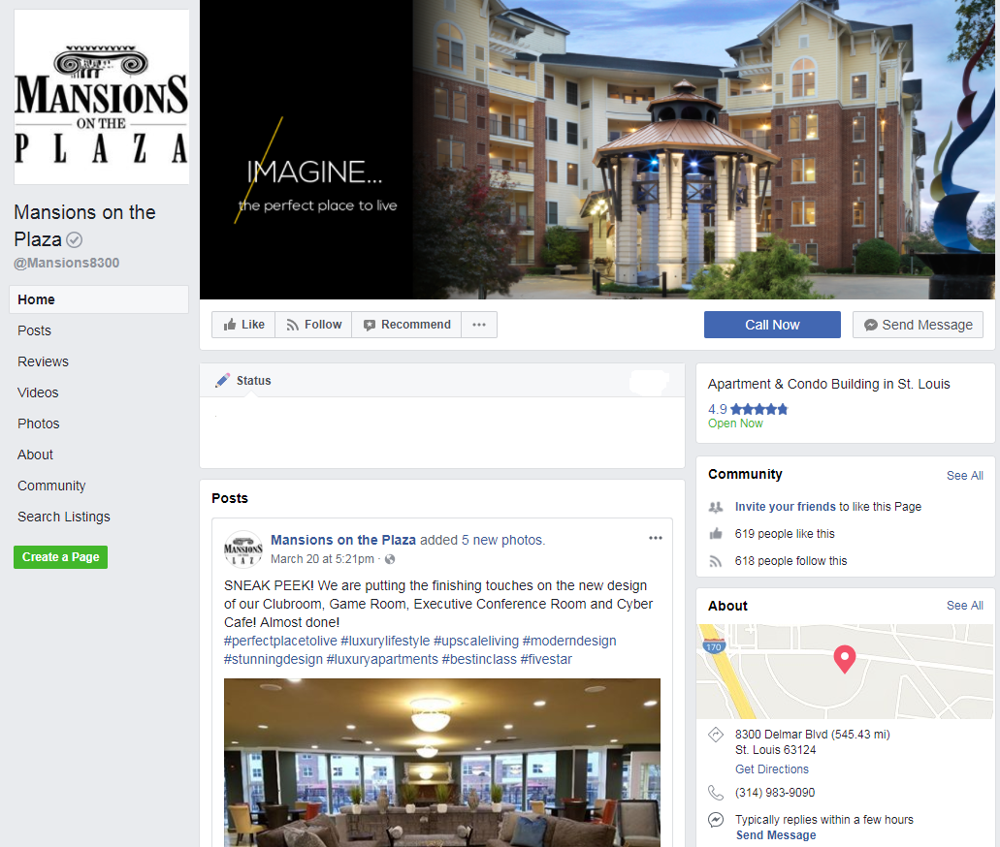 MANSIONS
ON THE
PLAZA
Mansions on the
Plaza
@Mansions8300
Home
Posts
Reviews
Videos
Photos
About
Community
Search Listings
Create a Page
IMAGINE...
the perfect place to live
Like
Follow
Recommend
Call Now
Send Message
Status
Posts
MANSIONS
ON THE
Mansions on the Plaza added 5 new photos.
March 20 at 5:21pm ·
SNEAK PEEK! We are putting the finishing touches on the new design
of our Clubroom, Game Room, Executive Conference Room and Cyber
Cafe! Almost done!
#perfectplacetolive #luxurylifestyle #upscaleliving #moderndesign
#stunningdesign #luxuryapartments #bestinclass #fivestar
Apartment & Condo Building in St. Louis
4.9
Open Now
Community
See All
Invite your friends to like this Page
619 people like this
618 people follow this
About
See All
170
8300 Delmar Blvd (545.43 mi)
St. Louis 63124
Get Directions
(314) 983-9090
Typically replies within a few hours
Send Message